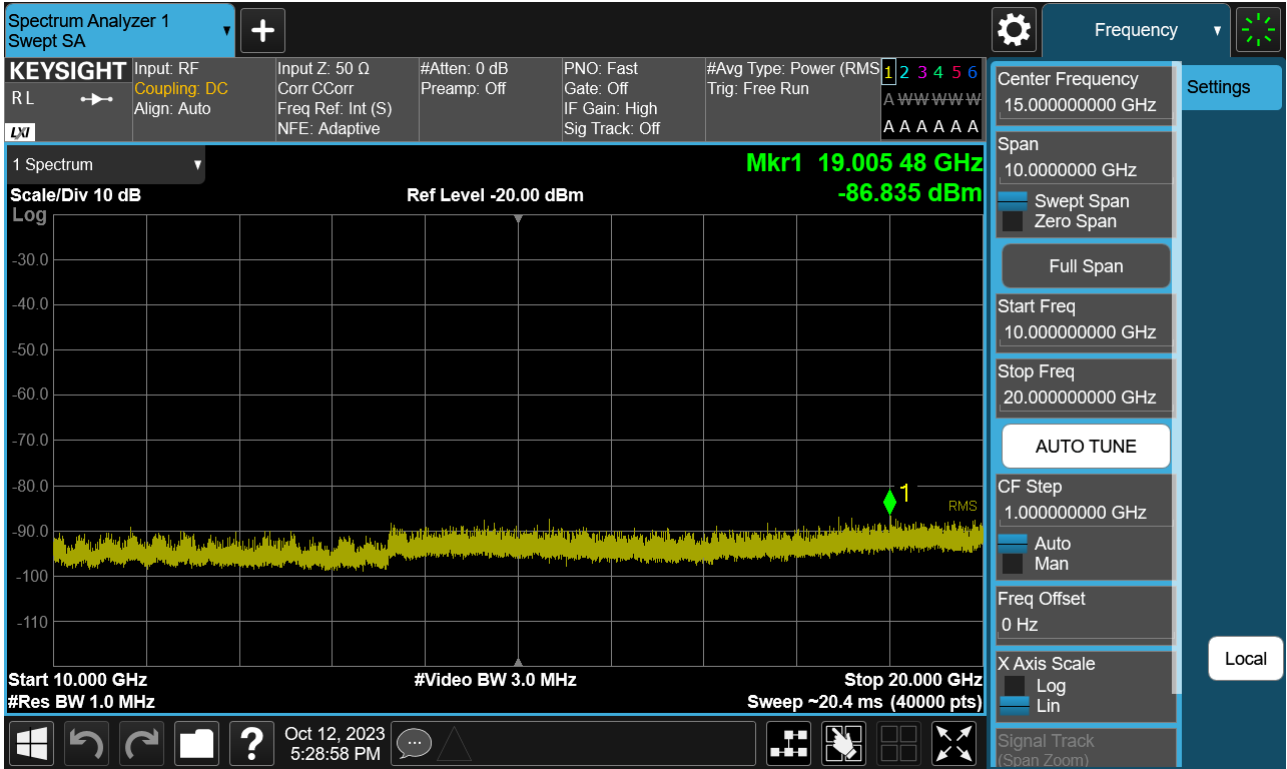 Spectrum Analyzer 1
Swept SA
Frequency
KEYSIGHT
R L
LXI
Input: RF
Coupling: DC
Align: Auto
Input Z: 50 Ω
Corr CCorr
Freq Ref: Int (S)
NFE: Adaptive
#Atten: 0 dB
Preamp: Off
PNO: Fast
Gate: Off
IF Gain: High
Sig Track: Off
#Avg Type: Power (RMS
Trig: Free Run
1 2 3 4 5 6
A W W W W W
A A A A A A
1 Spectrum
Mkr1 19.005 48 GHz
Scale/Div 10 dB
Ref Level -20.00 dBm
-86.835 dBm
Log
-30.0
-40.0
-50.0
-60.0
-70.0
-80.0
-90.0
-100
-110
1
RMS
Start 10.000 GHz
#Video BW 3.0 MHz
Stop 20.000 GHz
#Res BW 1.0 MHz
Sweep ~20.4 ms (40000 pts)
Center Frequency
15.000000000 GHz
Settings
Span
10.0000000 GHz
Swept Span
Zero Span
Full Span
Start Freq
10.000000000 GHz
Stop Freq
20.000000000 GHz
AUTO TUNE
CF Step
1.000000000 GHz
Auto
Man
Freq Offset
0 Hz
X Axis Scale
Log
Lin
Local
Signal Track
(Span Zoom)
?
Oct 12, 2023
5:28:58 PM